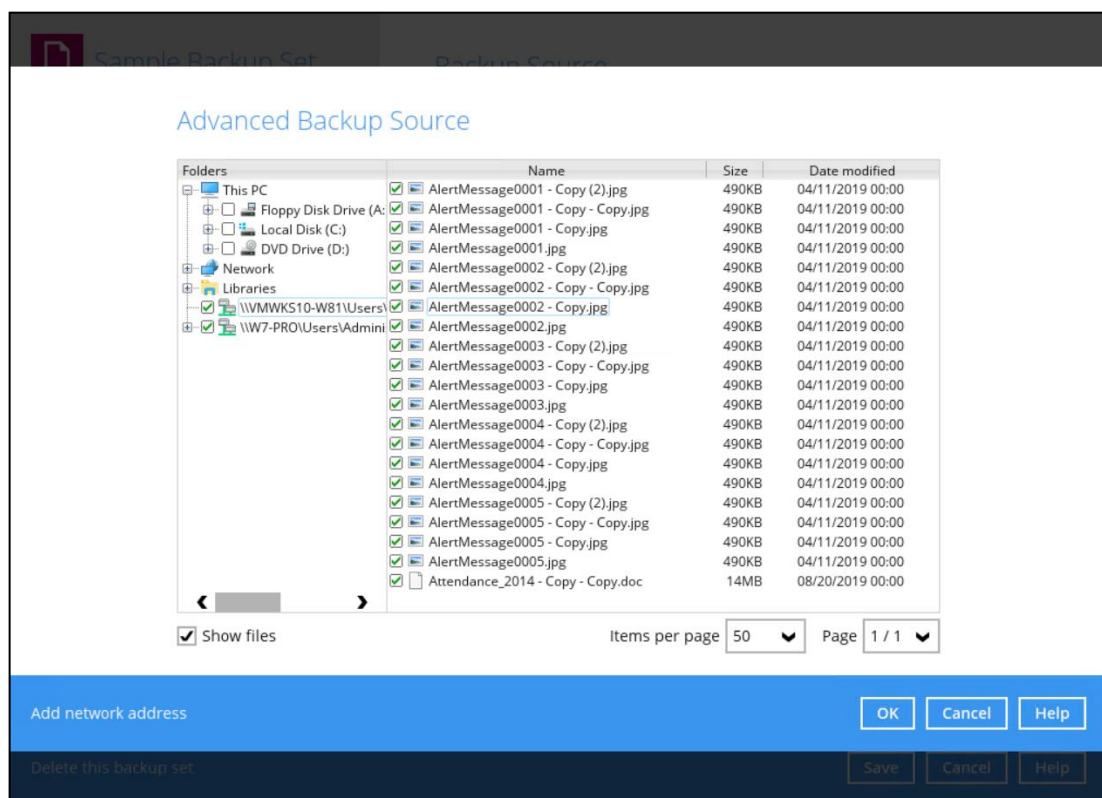 Sample Backup Set
Backup Source
Advanced Backup Source
Folders Name Size Date modified
This PC
Floppy Disk Drive (A:
Local Disk (C:)
DVD Drive (D:)
Network
Libraries
\\VMWKS10-W81\Users\
\\W7-PRO\Users\Admini
AlertMessage0001 - Copy (2).jpg 490KB 04/11/2019 00:00
AlertMessage0001 - Copy - Copy.jpg 490KB 04/11/2019 00:00
AlertMessage0001 - Copy.jpg 490KB 04/11/2019 00:00
AlertMessage0001.jpg 490KB 04/11/2019 00:00
AlertMessage0002 - Copy (2).jpg 490KB 04/11/2019 00:00
AlertMessage0002 - Copy - Copy.jpg 490KB 04/11/2019 00:00
AlertMessage0002 - Copy.jpg 490KB 04/11/2019 00:00
AlertMessage0002.jpg 490KB 04/11/2019 00:00
AlertMessage0003 - Copy (2).jpg 490KB 04/11/2019 00:00
AlertMessage0003 - Copy - Copy.jpg 490KB 04/11/2019 00:00
AlertMessage0003 - Copy.jpg 490KB 04/11/2019 00:00
AlertMessage0003.jpg 490KB 04/11/2019 00:00
AlertMessage0004 - Copy (2).jpg 490KB 04/11/2019 00:00
AlertMessage0004 - Copy - Copy.jpg 490KB 04/11/2019 00:00
AlertMessage0004 - Copy.jpg 490KB 04/11/2019 00:00
AlertMessage0004.jpg 490KB 04/11/2019 00:00
AlertMessage0005 - Copy (2).jpg 490KB 04/11/2019 00:00
AlertMessage0005 - Copy - Copy.jpg 490KB 04/11/2019 00:00
AlertMessage0005 - Copy.jpg 490KB 04/11/2019 00:00
AlertMessage0005.jpg 490KB 04/11/2019 00:00
Attendance_2014 - Copy - Copy.doc 14MB 08/20/2019 00:00
Show files Items per page 50 Page 1 / 1
Add network address OK Cancel Help
Delete this backup set Save Cancel Help